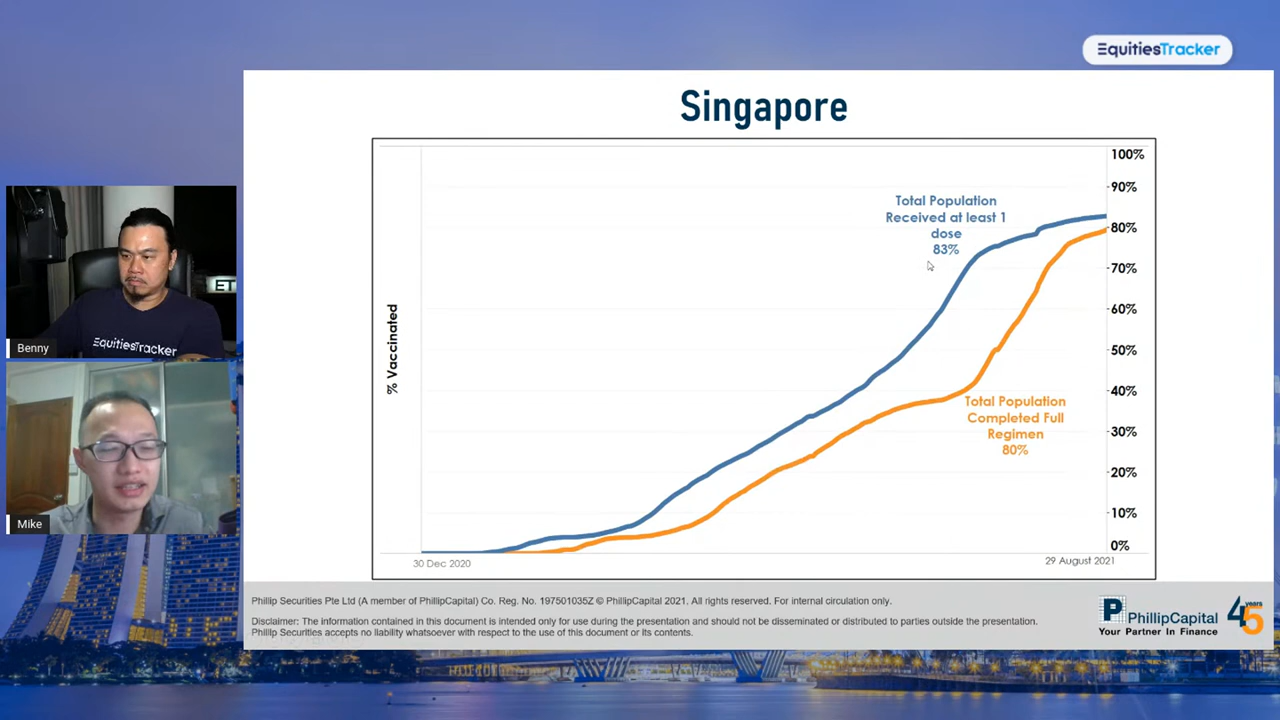 EquitiesTracker
Singapore
% Vaccinated
Total Population
Received at least 1
dose
83%
Total Population
Completed Full
Regimen
80%
100%
90%
80%
70%
60%
50%
40%
30%
20%
10%
0%
30 Dec 2020
29 August 2021
ET
EquitiesTracker
Benny
Mike
Phillip Securities Pte Ltd (A member of PhillipCapital) Co. Reg. No. 197501035Z © PhillipCapital 2021. All rights reserved. For internal circulation only.
Disclaimer: The information contained in this document is intended only for use during the presentation and should not be disseminated or distributed to parties outside the presentation.
Phillip Securities accepts no liability whatsoever with respect to the use of this document or its contents.
P PhillipCapital
Your Partner In Finance
45 years